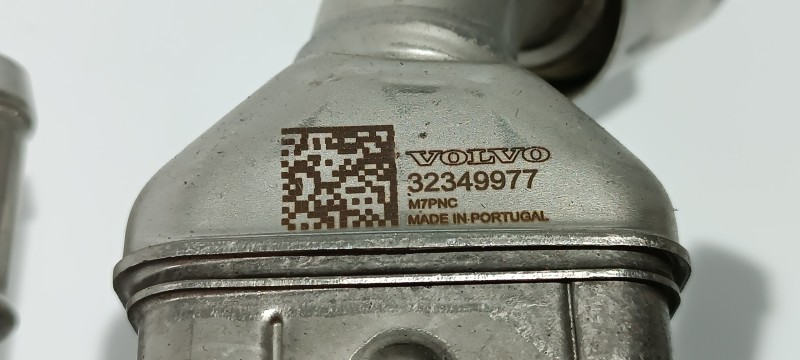 VOLVO
32349977
M7PNC
MADE IN PORTUGAL